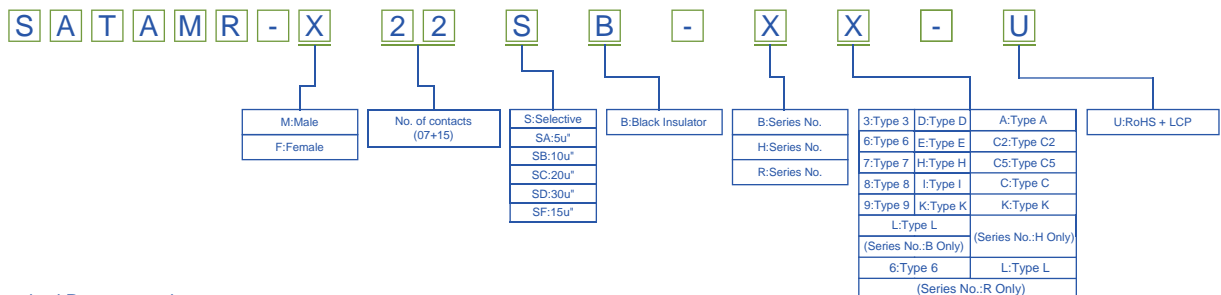 SATAMR-X 22 S B - X X - U
M:Male
F:Female
No. of contacts
(07+15)
S:Selective
SA:5u"
SB:10u"
SC:20u"
SD:30u"
SF:15u"
B:Black Insulator
B:Series No.
H:Series No.
R:Series No.
3:Type 3 D:Type D A:Type A
6:Type 6 E:Type E C2:Type C2
7:Type 7 H:Type H C5:Type C5
8:Type 8 I:Type I C:Type C
9:Type 9 K:Type K K:Type K
L:Type L
(Series No.:B Only)
(Series No.:H Only)
6:Type 6 L:Type L
(Series No.:R Only)
U:RoHS + LCP